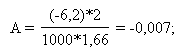 A = (-6,2)*2 / 1000*1,66 = -0,007;